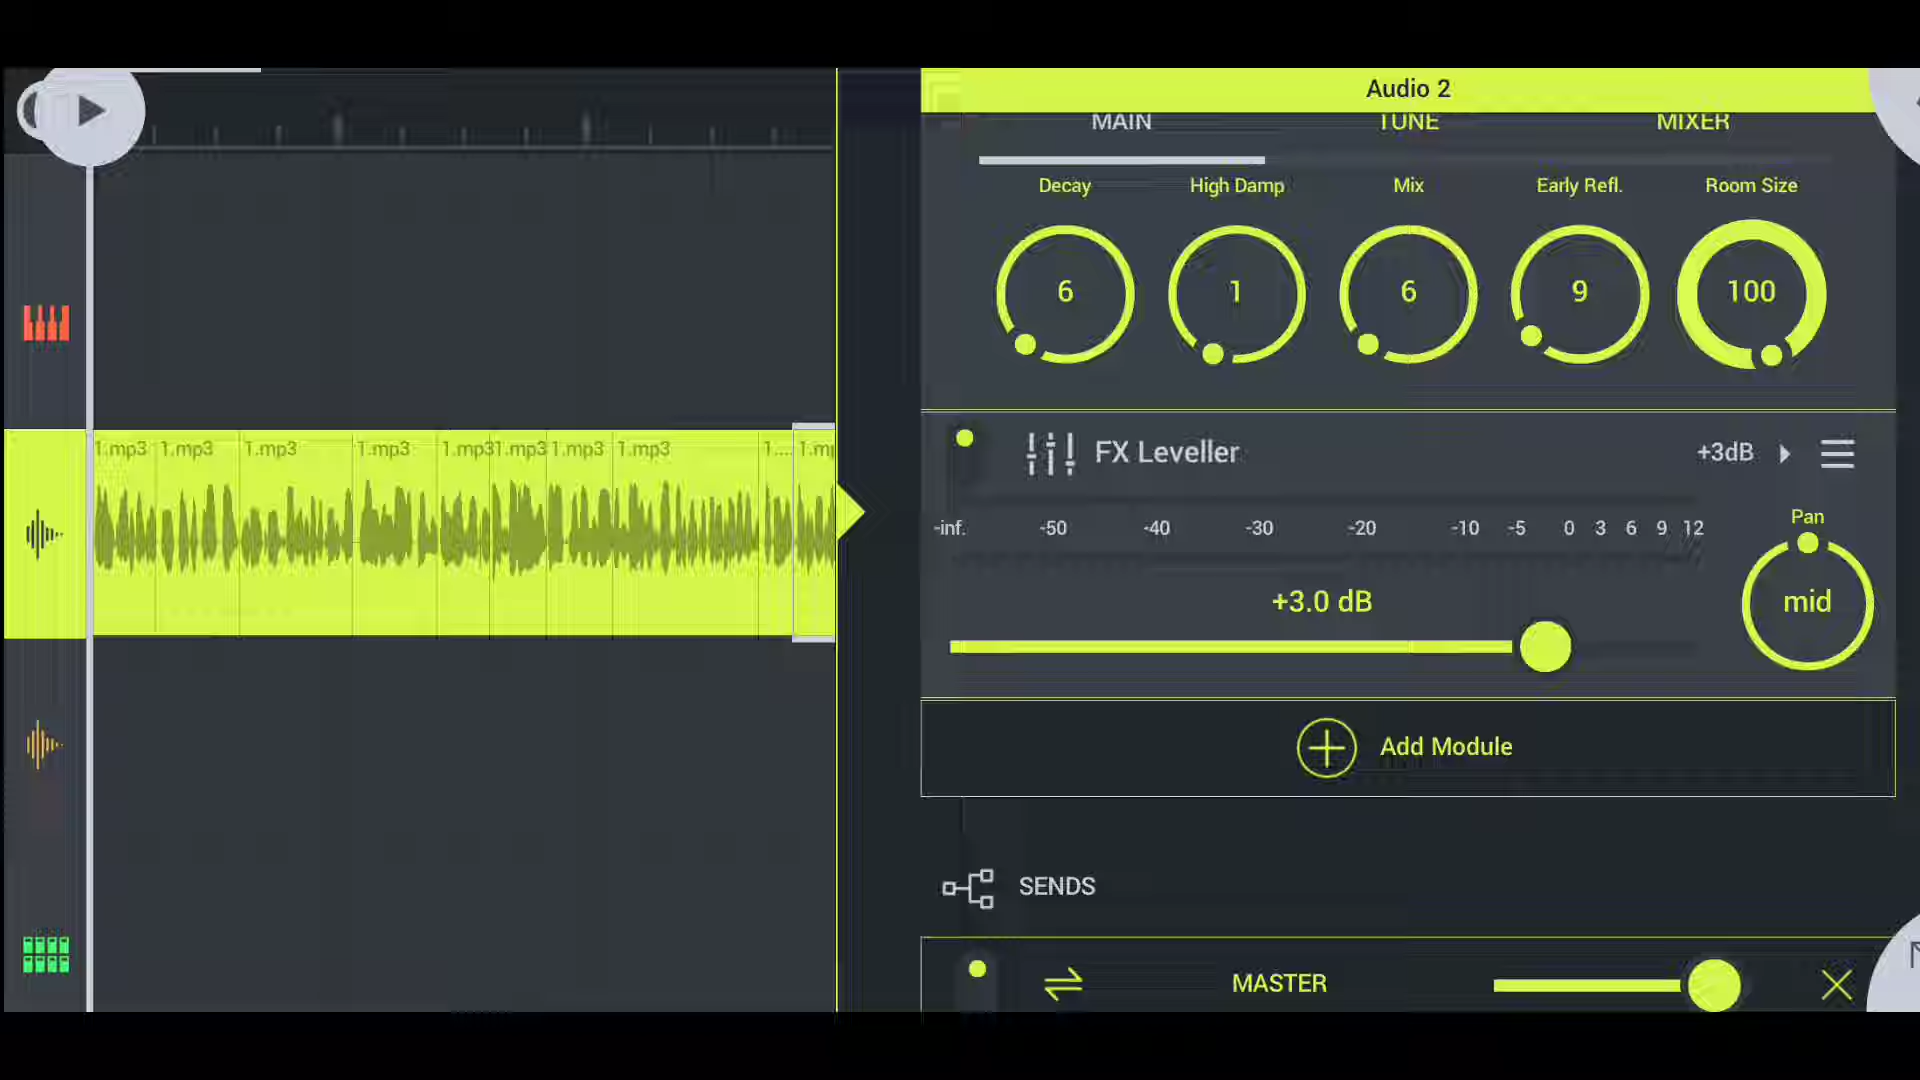 Audio 2
MAIN TUNE MIXER
Decay High Damp Mix Early Refl. Room Size
6 1 6 9 100
1.mp3 1.mp3 1.mp3 1.mp3 1.mp3 1.mp3 1.mp3 1.mp3 1.... 1.mp
FX Leveller +3dB
-inf. -50 -40 -30 -20 -10 -5 0 3 6 9 12
Pan
+3.0 dB
mid
Add Module
SENDS
MASTER